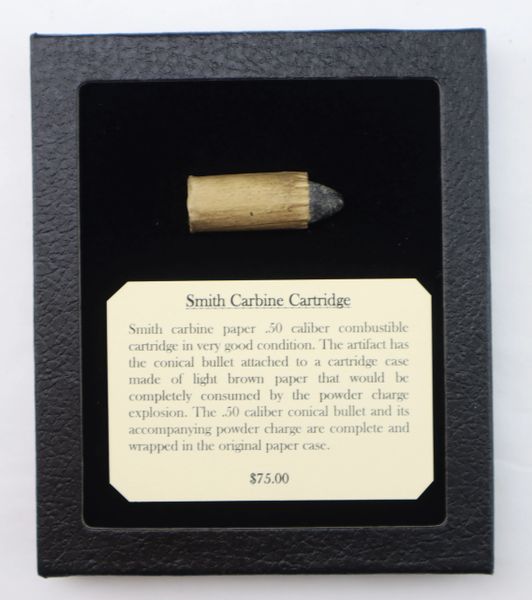 Smith Carbine Cartridge
Smith carbine paper .50 caliber combustible
cartridge in very good condition. The artifact has
the conical bullet attached to a cartridge case
made of light brown paper that would be
completely consumed by the powder charge
explosion. The .50 caliber conical bullet and its
accompanying powder charge are complete and
wrapped in the original paper case.
$75.00